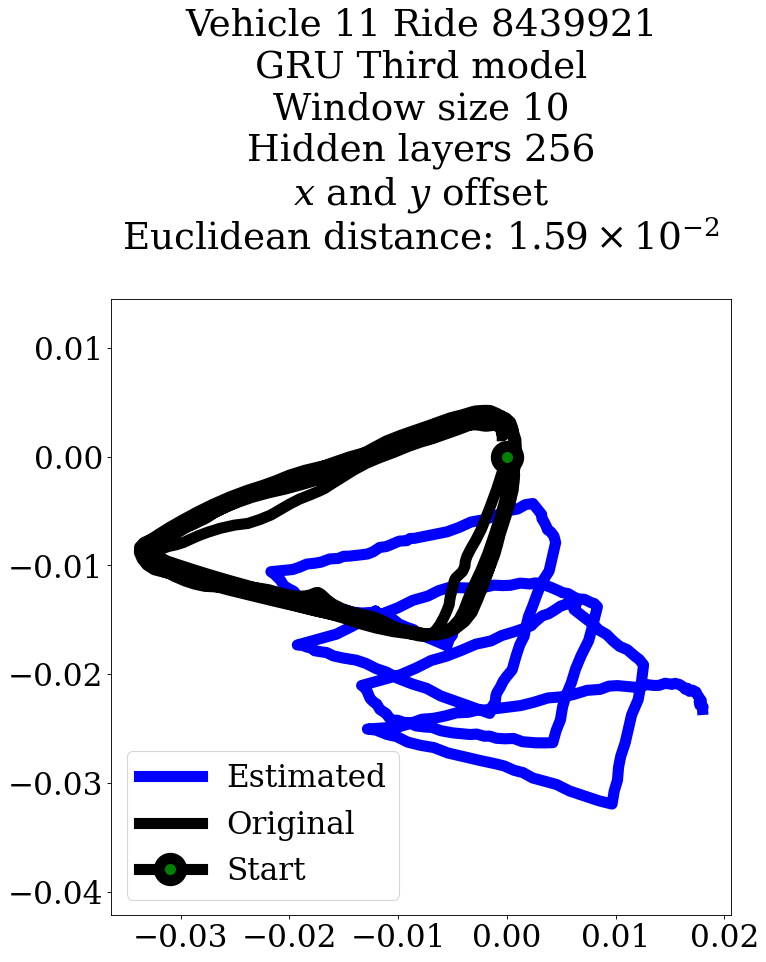 Vehicle 11 Ride 8439921
GRU Third model
Window size 10
Hidden layers 256
x and y offset
Euclidean distance: 1.59 × 10⁻²
0.01
0.00
−0.01
−0.02
−0.03
−0.04
Estimated
Original
Start
−0.03 −0.02 −0.01 0.00 0.01 0.02